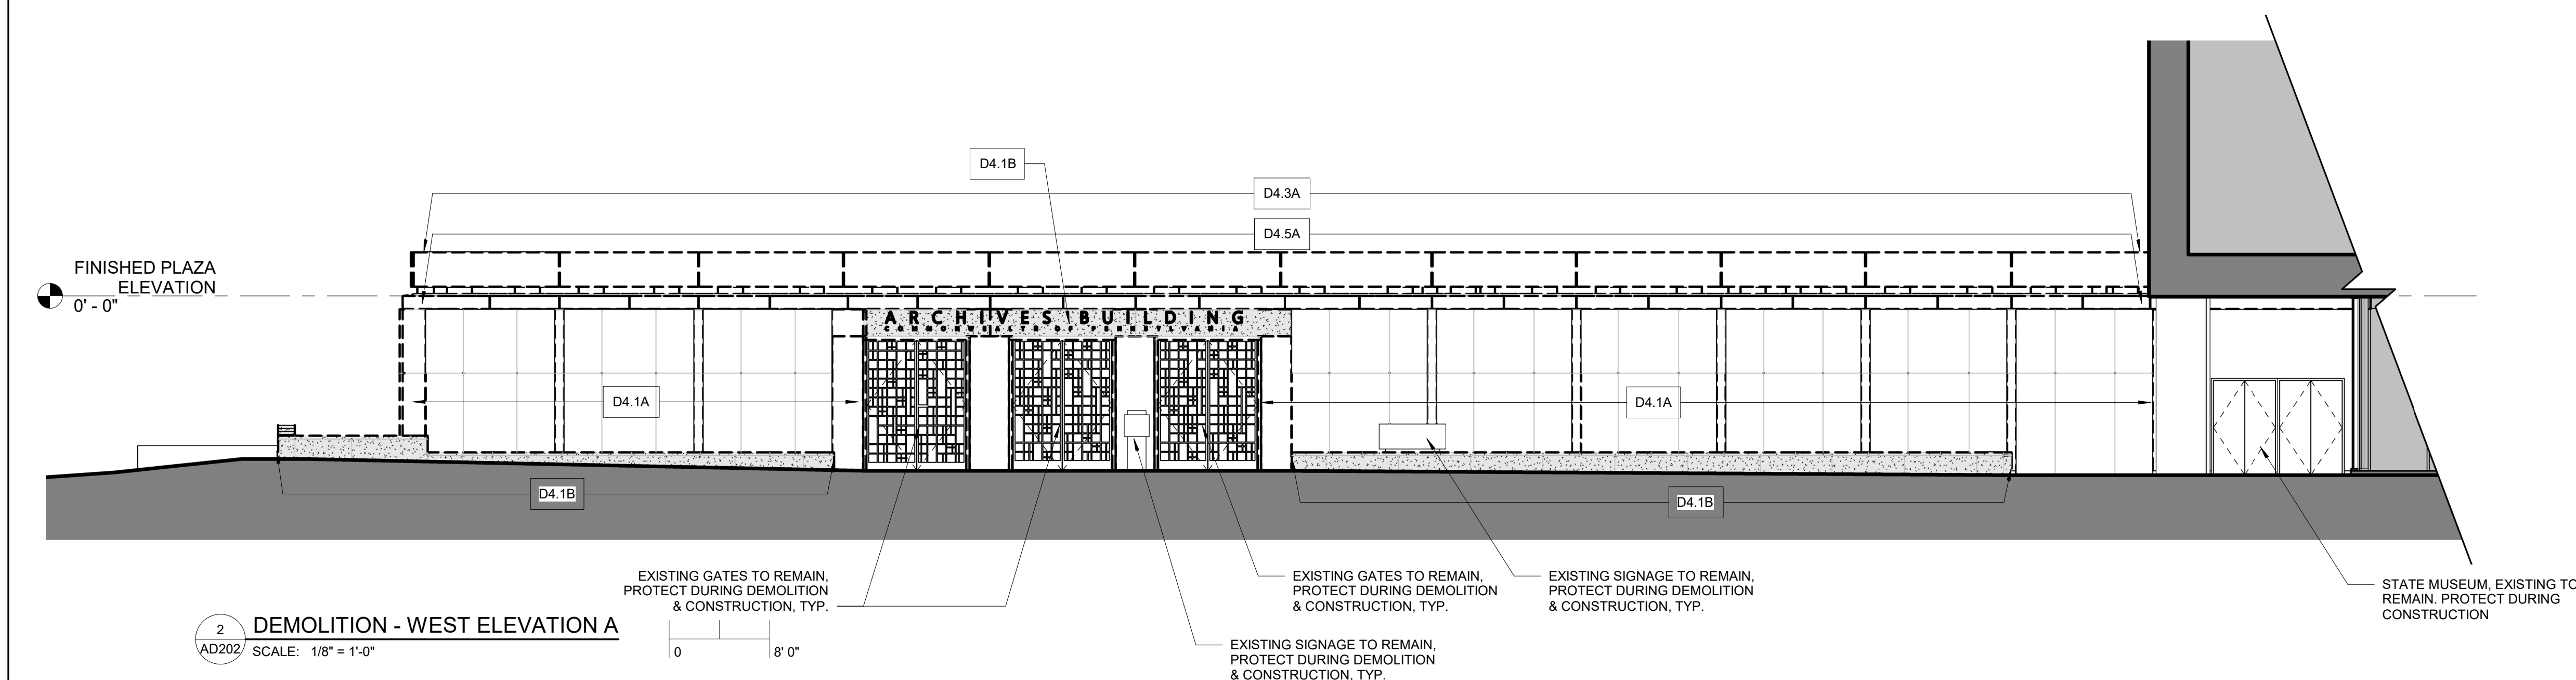 D4.1B
D4.3A
D4.5A
FINISHED PLAZA
ELEVATION
0' - 0"
ARCHIVES BUILDING
COMMONWEALTH OF PENNSYLVANIA
D4.1A
D4.1A
D4.1B
D4.1B
EXISTING GATES TO REMAIN,
PROTECT DURING DEMOLITION
& CONSTRUCTION, TYP.
EXISTING GATES TO REMAIN,
PROTECT DURING DEMOLITION
& CONSTRUCTION, TYP.
EXISTING SIGNAGE TO REMAIN,
PROTECT DURING DEMOLITION
& CONSTRUCTION, TYP.
STATE MUSEUM, EXISTING TO
REMAIN. PROTECT DURING
CONSTRUCTION
EXISTING SIGNAGE TO REMAIN,
PROTECT DURING DEMOLITION
& CONSTRUCTION, TYP.
2
AD202
DEMOLITION - WEST ELEVATION A
SCALE: 1/8" = 1'-0"
0 8' 0"